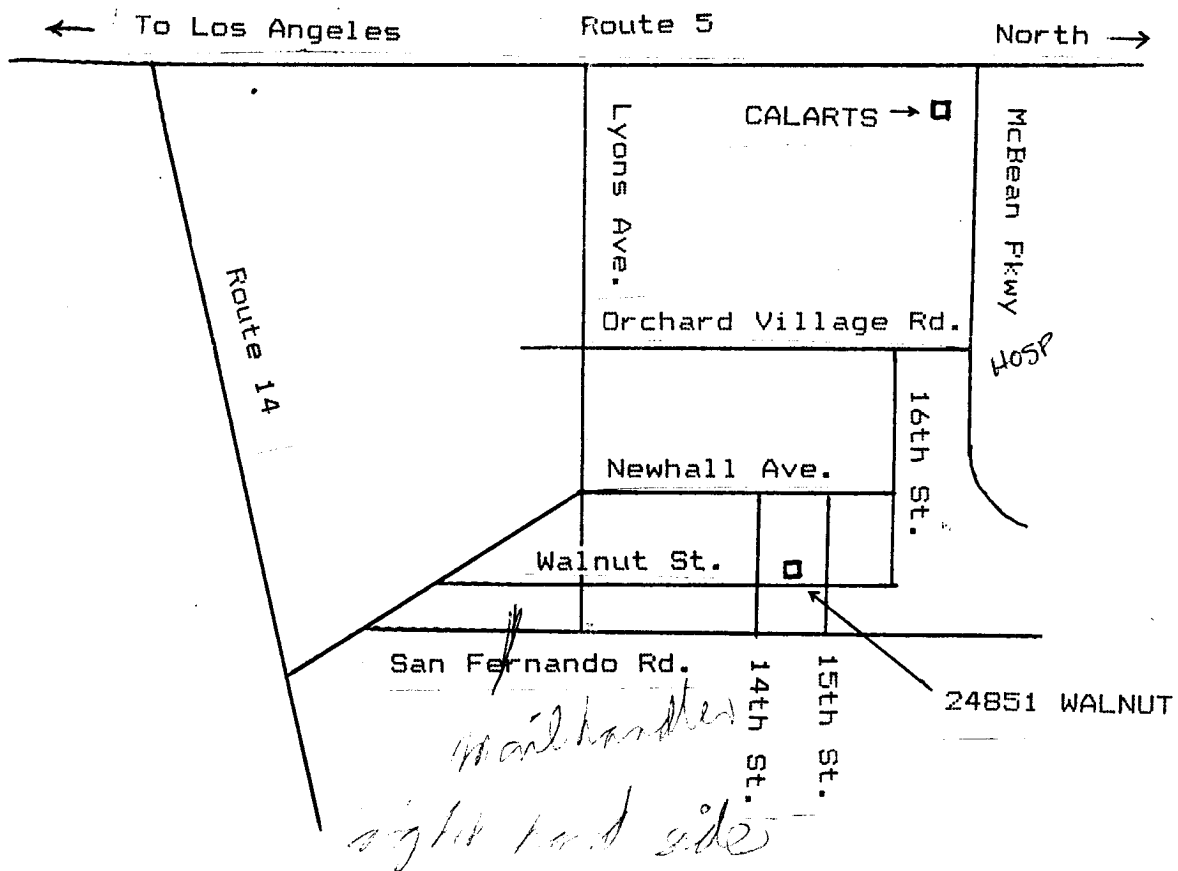 ← To Los Angeles
Route 5
North →
CALARTS →
Lyons Ave.
McBean Pkwy
Route 14
Orchard Village Rd.
HOSP
16th St.
Newhall Ave.
Walnut St.
San Fernando Rd.
14th St.
15th St.
24851 WALNUT
mailhandler
right hand side